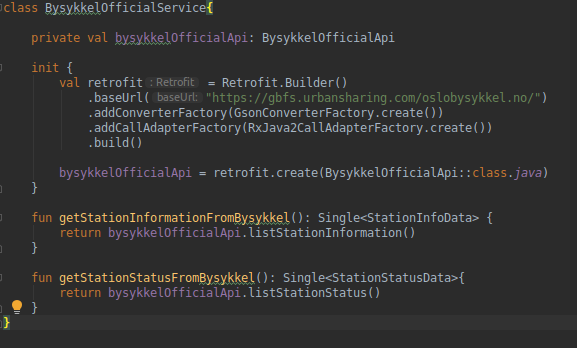 class BysykkelOfficialService{
private val bysykkelOfficialApi: BysykkelOfficialApi
init {
val retrofit : Retrofit = Retrofit.Builder()
.baseUrl( baseUrl: "https://gbfs.urbansharing.com/oslobysykkel.no/")
.addConverterFactory(GsonConverterFactory.create())
.addCallAdapterFactory(RxJava2CallAdapterFactory.create())
.build()
bysykkelOfficialApi = retrofit.create(BysykkelOfficialApi::class.java)
}
fun getStationInformationFromBysykkel(): Single<StationInfoData> {
return bysykkelOfficialApi.listStationInformation()
}
fun getStationStatusFromBysykkel(): Single<StationStatusData>{
return bysykkelOfficialApi.listStationStatus()
}
}